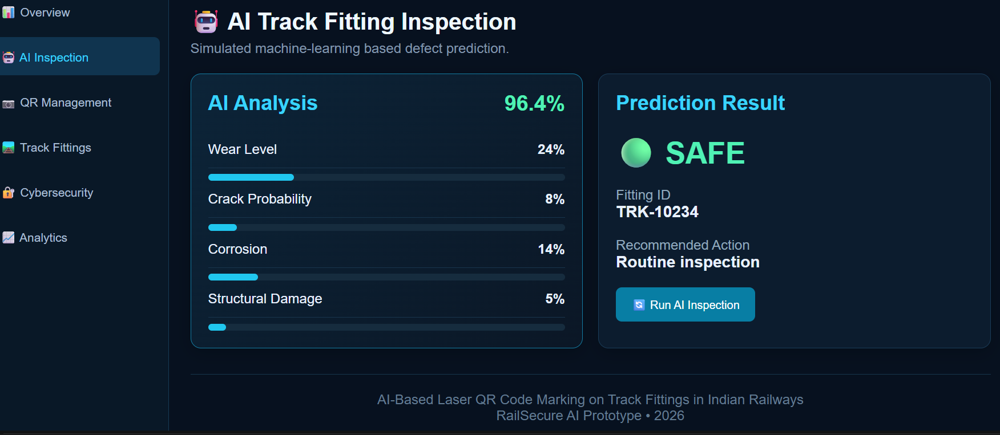 Overview
AI Inspection
QR Management
Track Fittings
Cybersecurity
Analytics
AI Track Fitting Inspection
Simulated machine-learning based defect prediction.
AI Analysis 96.4%
Wear Level 24%
Crack Probability 8%
Corrosion 14%
Structural Damage 5%
Prediction Result
SAFE
Fitting ID
TRK-10234
Recommended Action
Routine inspection
Run AI Inspection
AI-Based Laser QR Code Marking on Track Fittings in Indian Railways
RailSecure AI Prototype • 2026